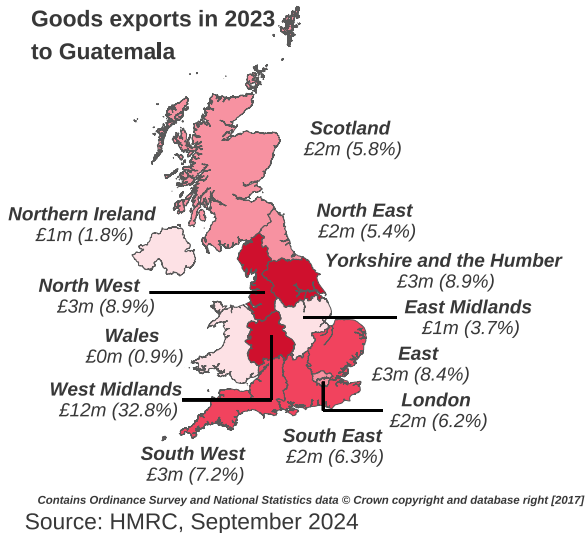 Goods exports in 2023
to Guatemala
Scotland
£2m (5.8%)
Northern Ireland
£1m (1.8%)
North East
£2m (5.4%)
Yorkshire and the Humber
£3m (8.9%)
North West
£3m (8.9%)
East Midlands
£1m (3.7%)
Wales
£0m (0.9%)
East
£3m (8.4%)
West Midlands
£12m (32.8%)
London
£2m (6.2%)
South East
£2m (6.3%)
South West
£3m (7.2%)
Contains Ordinance Survey and National Statistics data © Crown copyright and database right [2017]
Source: HMRC, September 2024